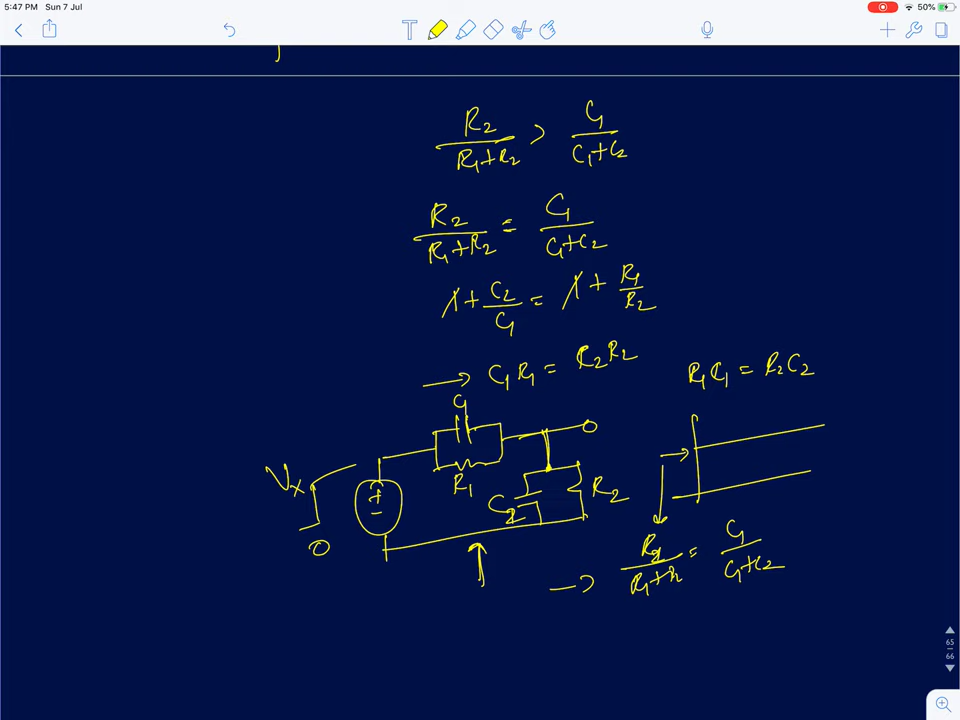 5:47 PM Sun 7 Jul 50%
T
R2/(R1+R2) > C1/(C1+C2)
R2/(R1+R2) = C1/(C1+C2)
1 + C2/C1 = 1 + R1/R2
→ C1R1 = R2R2
R1C1 = R2C2
C1
Vx
+
−
R1
C2
R2
0
→ R2/(R1+R2) = C1/(C1+C2)
65
66